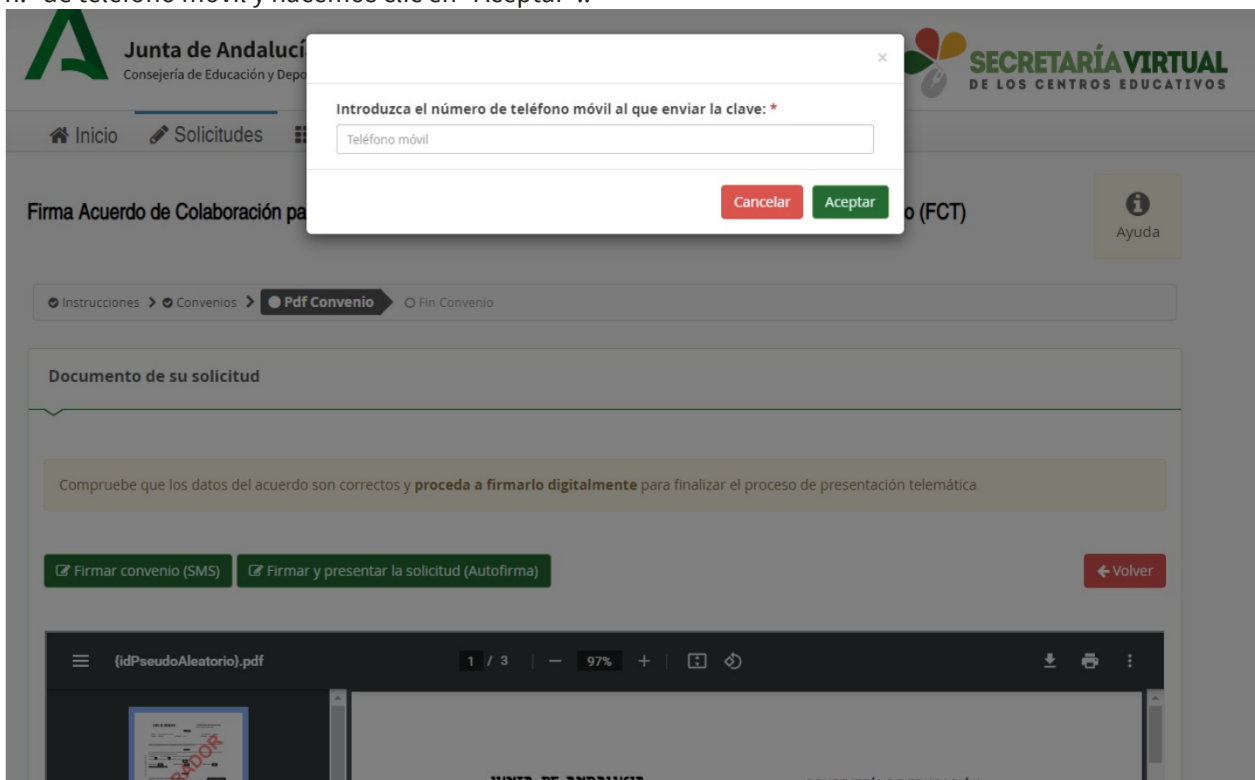 n.º de teléfono móvil y hacemos clic en "Aceptar"..
Junta de Andalucí
Consejería de Educación y Depo
×
SECRETARÍA VIRTUAL
DE LOS CENTROS EDUCATIVOS
Introduzca el número de teléfono móvil al que enviar la clave: *
Teléfono móvil
Inicio Solicitudes
Cancelar Aceptar
Firma Acuerdo de Colaboración pa o (FCT)
Ayuda
Instrucciones > Convenios > Pdf Convenio Fin Convenio
Documento de su solicitud
Compruebe que los datos del acuerdo son correctos y proceda a firmarlo digitalmente para finalizar el proceso de presentación telemática
Firmar convenio (SMS) Firmar y presentar la solicitud (Autofirma) Volver
{idPseudoAleatorio}.pdf 1 / 3 | − 97% + |